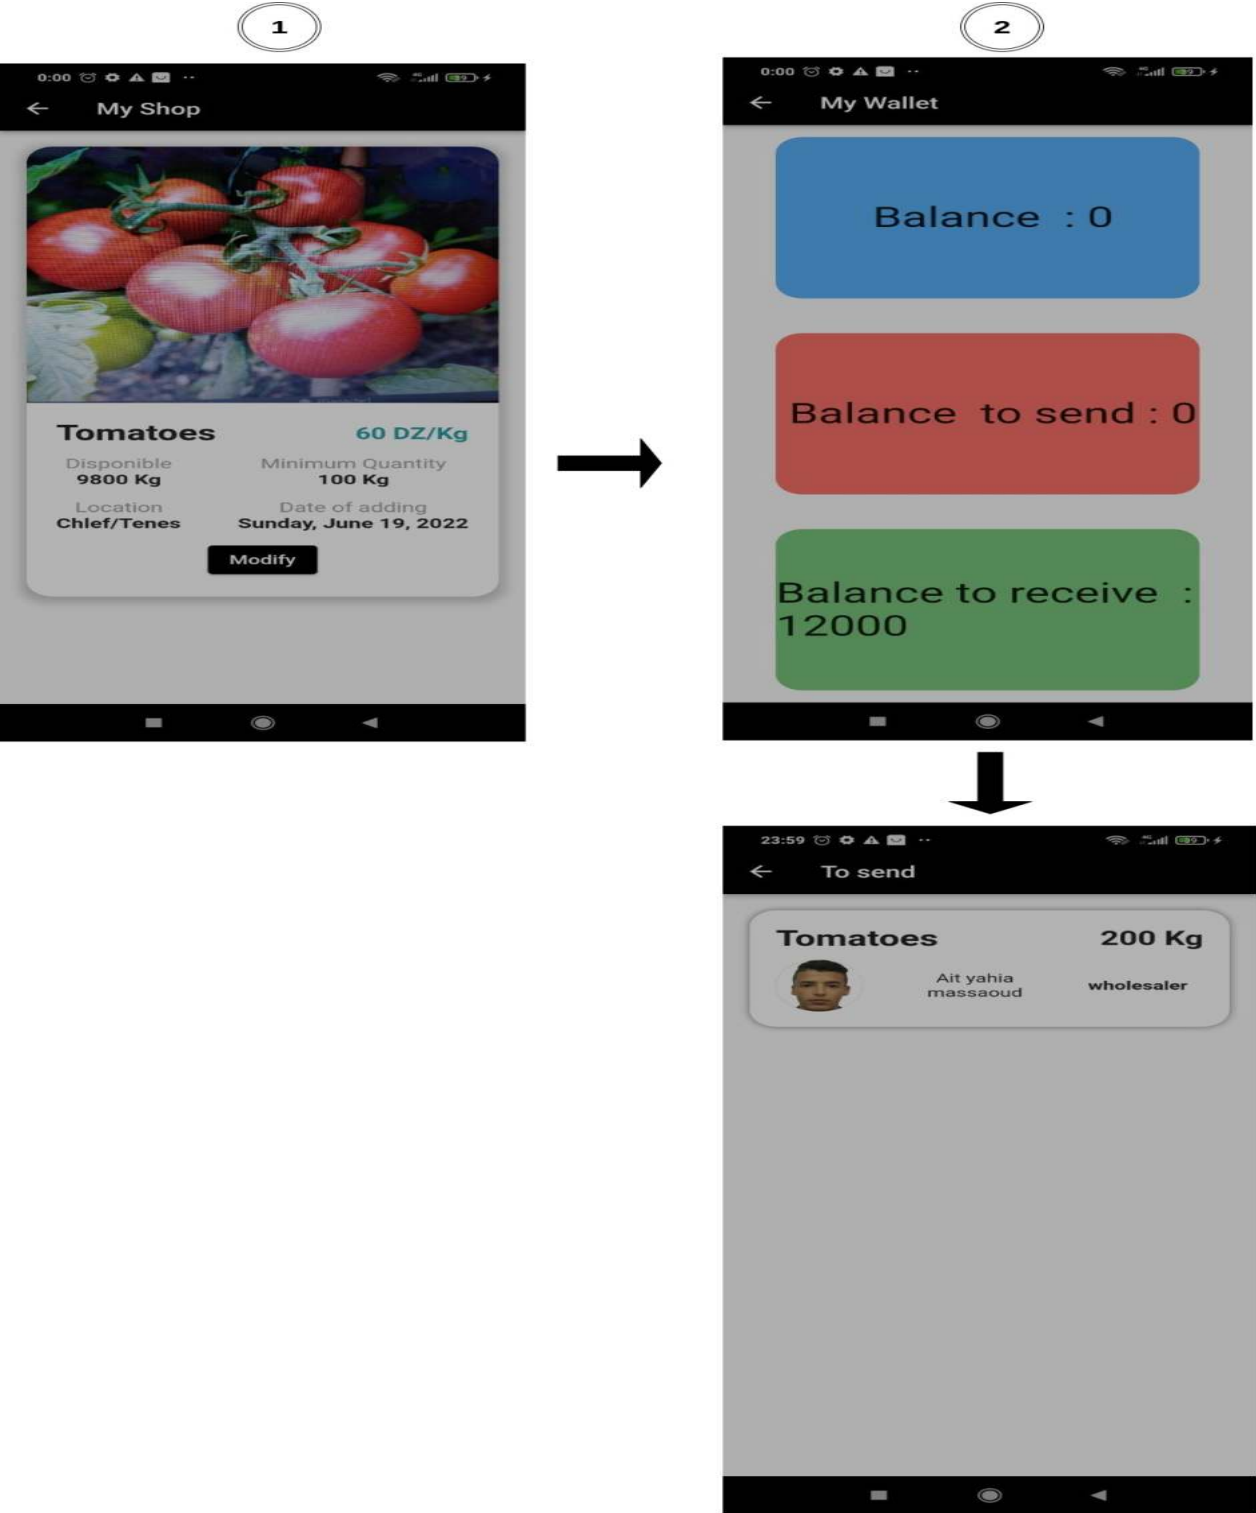 1
0:00
My Shop
Tomatoes 60 DZ/Kg
Disponible Minimum Quantity
9800 Kg 100 Kg
Location Date of adding
Chlef/Tenes Sunday, June 19, 2022
Modify
2
0:00
My Wallet
Balance : 0
Balance to send : 0
Balance to receive :
12000
23:59
To send
Tomatoes 200 Kg
Ait yahia
massaoud
wholesaler